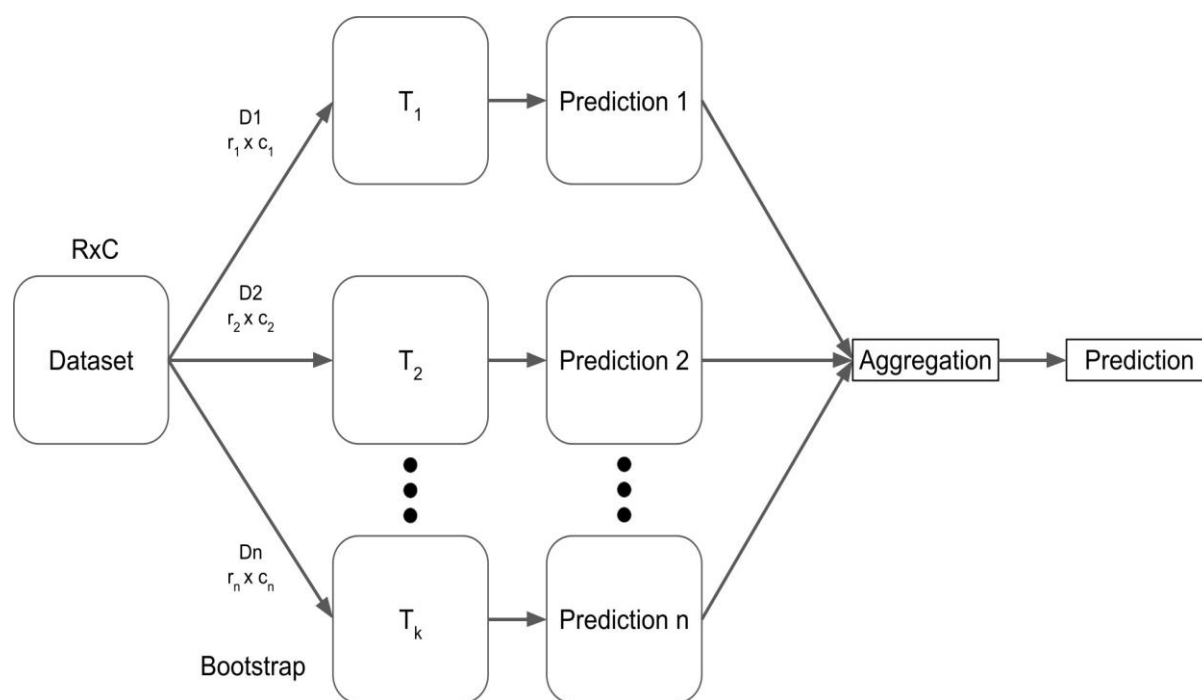 D1
r₁ x c₁
T₁
Prediction 1
RxC
Dataset
D2
r₂ x c₂
T₂
Prediction 2
Aggregation
Prediction
Dn
rₙ x cₙ
Tₖ
Prediction n
Bootstrap